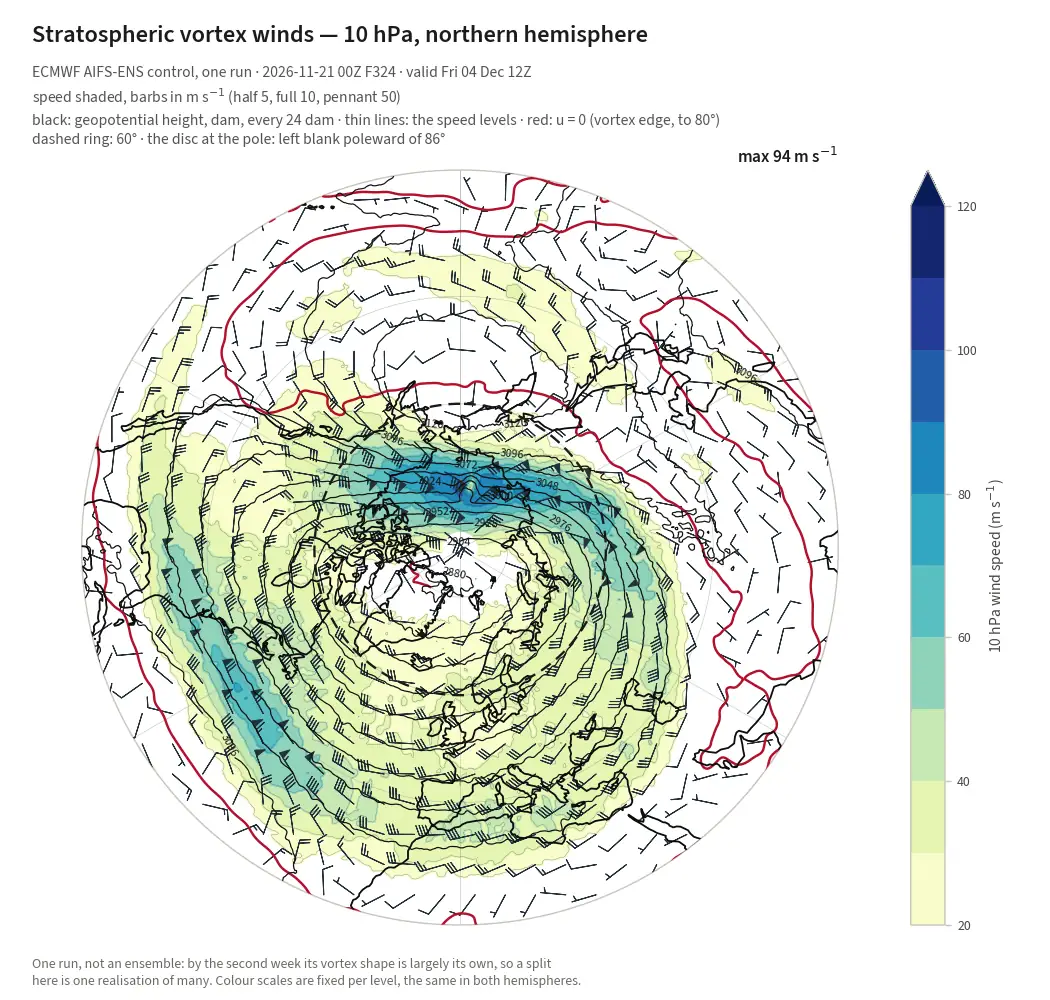 Stratospheric vortex winds — 10 hPa, northern hemisphere
ECMWF AIFS-ENS control, one run · 2026-11-21 00Z F324 · valid Fri 04 Dec 12Z
speed shaded, barbs in m s⁻¹ (half 5, full 10, pennant 50)
black: geopotential height, dam, every 24 dam · thin lines: the speed levels · red: u = 0 (vortex edge, to 80°)
dashed ring: 60° · the disc at the pole: left blank poleward of 86°
max 94 m s⁻¹
120
100
80
60
40
20
10 hPa wind speed (m s⁻¹)
3096
3096
3120
3096
3072
3048
2976
2904
One run, not an ensemble: by the second week its vortex shape is largely its own, so a split
here is one realisation of many. Colour scales are fixed per level, the same in both hemispheres.